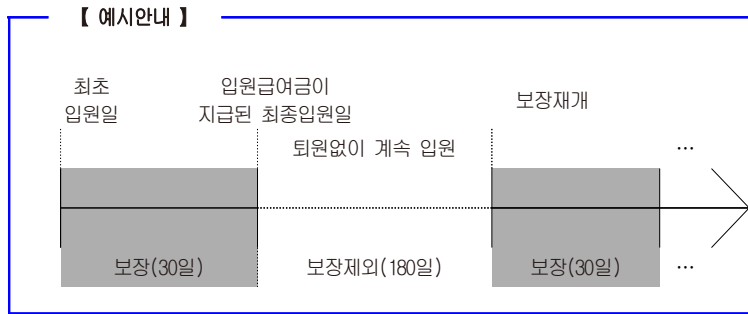 【 예시안내 】
최초
입원일
입원급여금이
지급된 최종입원일
보장재개
퇴원없이 계속 입원
…
보장(30일)
보장제외(180일)
보장(30일)
…